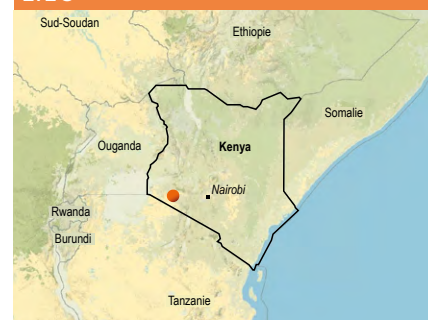 Sud-Soudan
Ethiopie
Somalie
Ouganda
Kenya
Nairobi
Rwanda
Burundi
Tanzanie